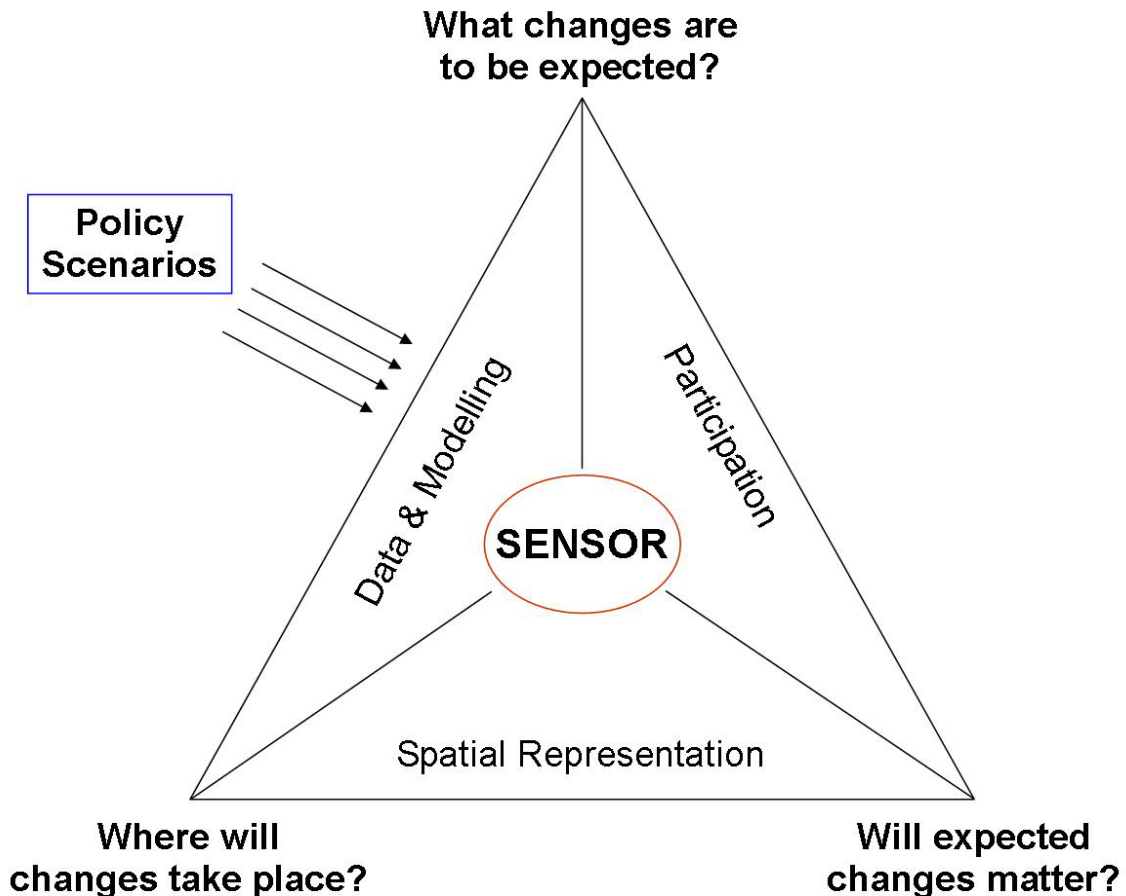 What changes are
to be expected?
Policy
Scenarios
Data & Modelling
Participation
SENSOR
Spatial Representation
Where will
changes take place?
Will expected
changes matter?